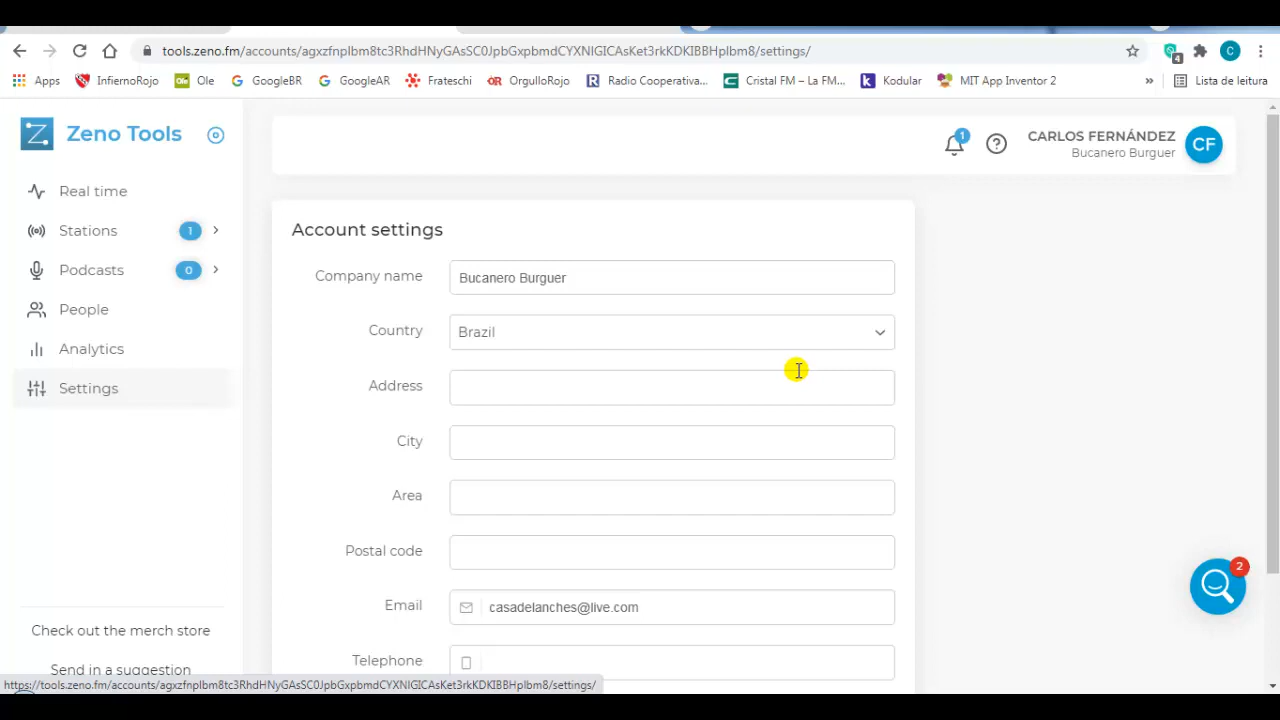 tools.zeno.fm/accounts/agxzfnplbm8tc3RhdHNyGAsSC0JpbGxpbmdCYXNlGICAsKet3rkKDKIBBHplbm8/settings/
Apps
InfiernoRojo
Ole
GoogleBR
GoogleAR
Frateschi
OR OrgulloRojo
Radio Cooperativa...
Cristal FM – La FM...
Kodular
MIT App Inventor 2
»
Lista de leitura
4
C
Zeno Tools
1
CARLOS FERNÁNDEZ
Bucanero Burguer
CF
Real time
Stations 1
Podcasts 0
People
Analytics
Settings
Account settings
Company name Bucanero Burguer
Country Brazil
Address
City
Area
Postal code
Email casadelanches@live.com
Telephone
2
Check out the merch store
Send in a suggestion
https://tools.zeno.fm/accounts/agxzfnplbm8tc3RhdHNyGAsSC0JpbGxpbmdCYXNlGICAsKet3rkKDKIBBHplbm8/settings/